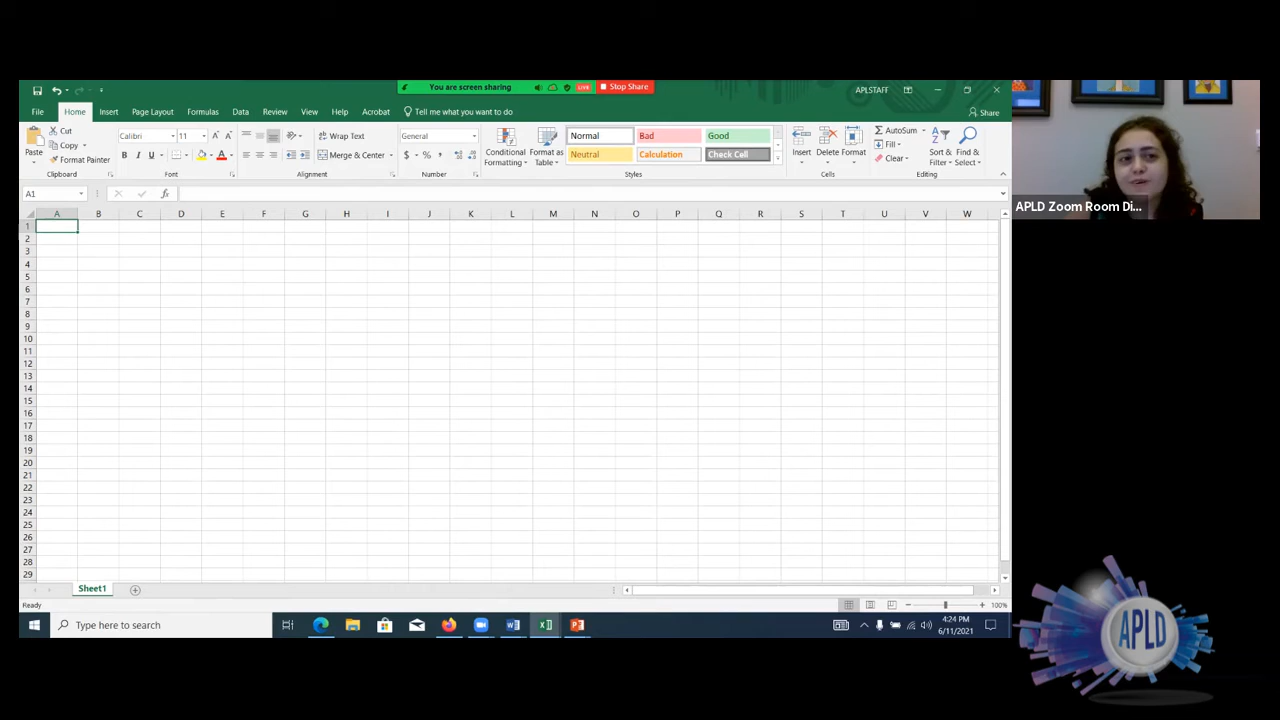 You are screen sharing LIVE Stop Share
APLSTAFF
File Home Insert Page Layout Formulas Data Review View Help Acrobat Tell me what you want to do Share
Paste Cut Copy Format Painter
Calibri 11
B I U
Wrap Text
Merge & Center
General
$ % ,
Conditional Formatting
Format as Table
Normal Bad Good
Neutral Calculation Check Cell
Insert Delete Format
AutoSum
Fill
Clear
Sort & Filter
Find & Select
Clipboard Font Alignment Number Styles Cells Editing
A1 fx
A B C D E F G H I J K L M N O P Q R S T U V W
1
2
3
4
5
6
7
8
9
10
11
12
13
14
15
16
17
18
19
20
21
22
23
24
25
26
27
28
29
Sheet1
Ready 100%
Type here to search
4:24 PM
6/11/2021
APLD Zoom Room Di...
APLD